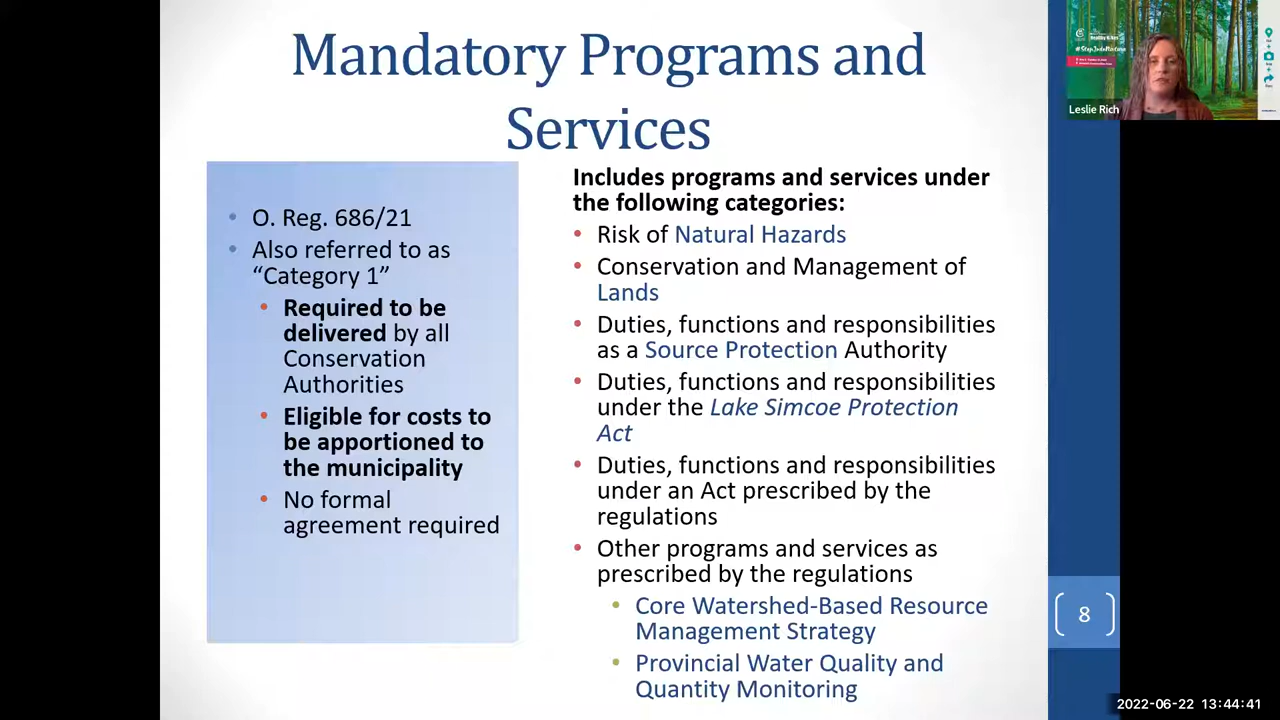 Mandatory Programs and
Services
O. Reg. 686/21
Also referred to as
“Category 1”
Required to be
delivered by all
Conservation
Authorities
Eligible for costs to
be apportioned to
the municipality
No formal
agreement required
Includes programs and services under
the following categories:
Risk of Natural Hazards
Conservation and Management of
Lands
Duties, functions and responsibilities
as a Source Protection Authority
Duties, functions and responsibilities
under the Lake Simcoe Protection
Act
Duties, functions and responsibilities
under an Act prescribed by the
regulations
Other programs and services as
prescribed by the regulations
Core Watershed-Based Resource
Management Strategy
Provincial Water Quality and
Quantity Monitoring
8
Healthy Hikes
#StepIntoNature
Leslie Rich
2022-06-22 13:44:41